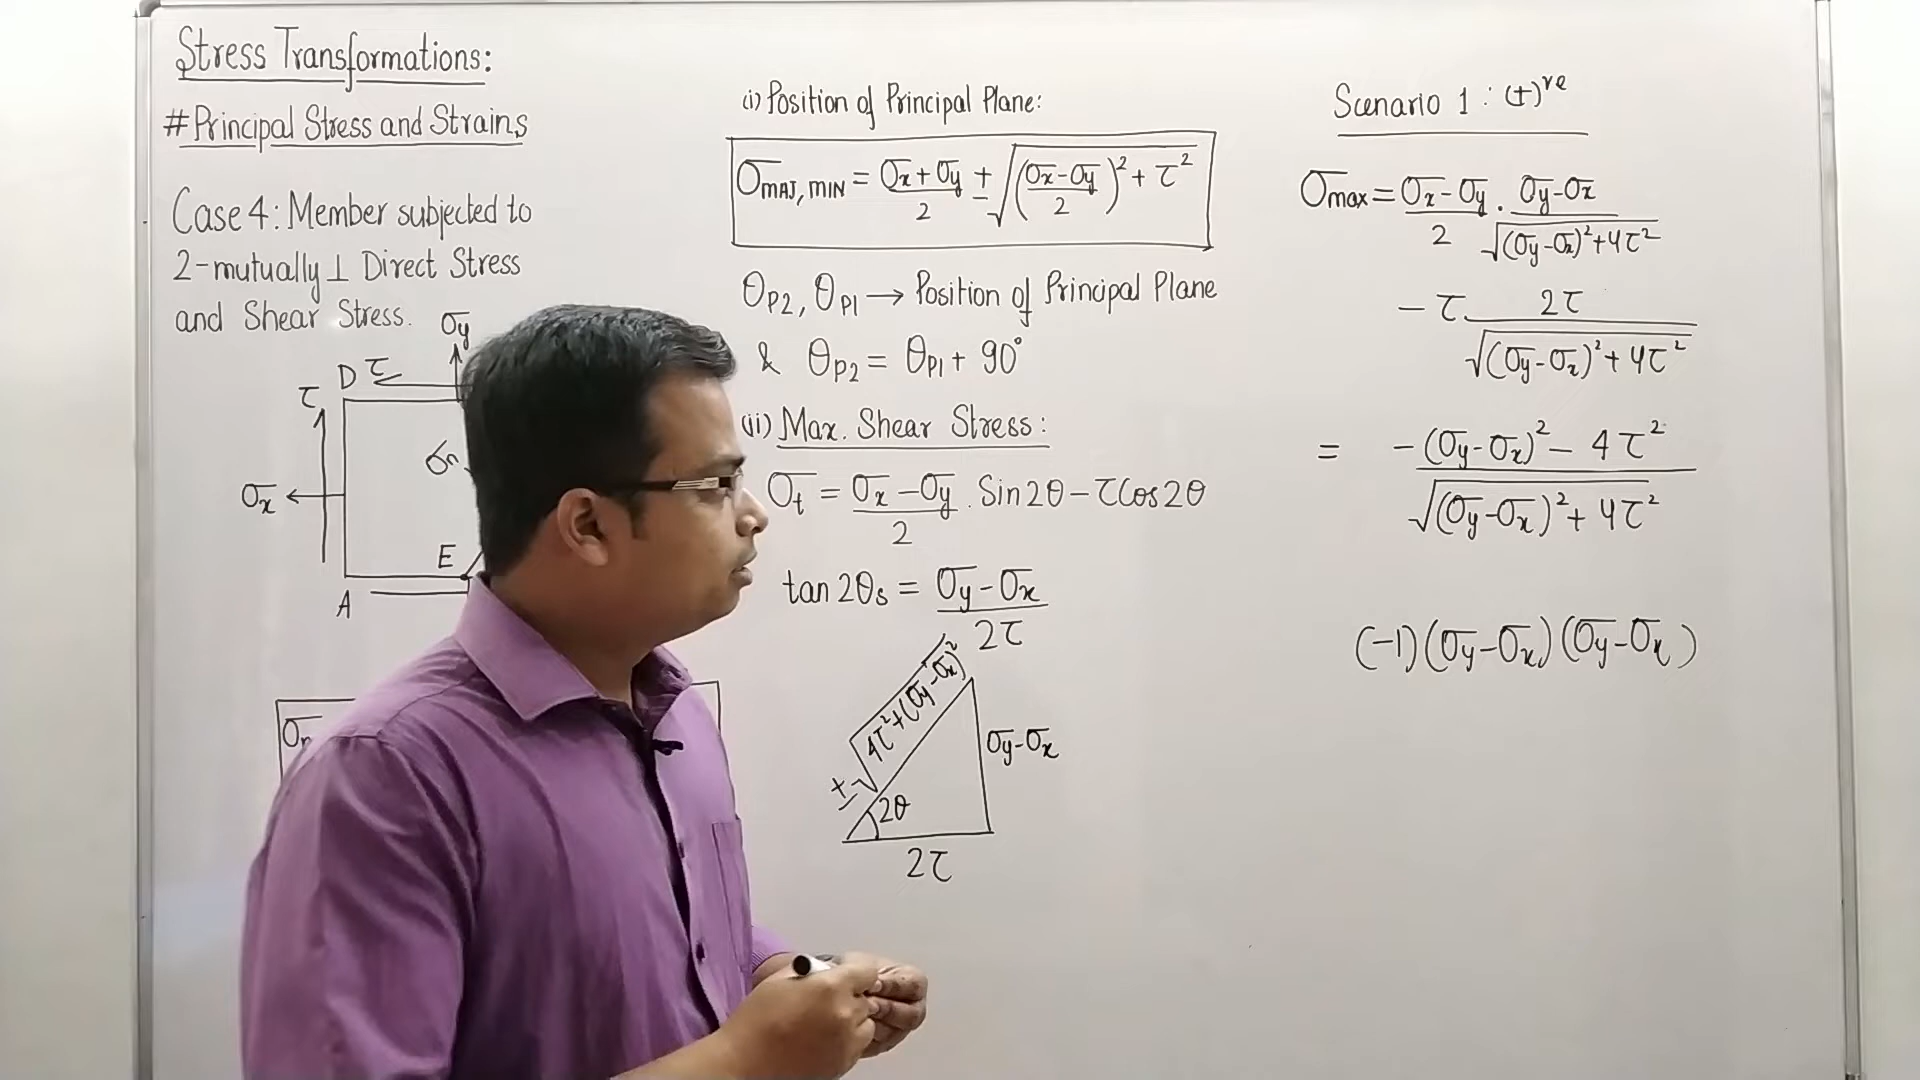 Stress Transformations:
# Principal Stress and Strains
Case 4: Member subjected to
2-mutually ⊥ Direct Stress
and Shear Stress.
σy
D τ
τ
σn
σx
E
A
(i) Position of Principal Plane:
σMAJ, MIN = (σx + σy)/2 ± √(((σx - σy)/2)² + τ²)
θP2, θP1 → Position of Principal Plane
& θP2 = θP1 + 90°
(ii) Max. Shear Stress:
σt = (σx - σy)/2 . Sin2θ - τCos2θ
tan 2θs = (σy - σx)/2τ
± √(4τ² + (σy - σx)²)
σy - σx
2θ
2τ
Scenario 1 : (+)ve
σmax = (σx - σy)/2 . (σy - σx)/√((σy - σx)² + 4τ²)
- τ . 2τ/√((σy - σx)² + 4τ²)
= (-(σy - σx)² - 4τ²)/√((σy - σx)² + 4τ²)
(-1)(σy - σx)(σy - σx)